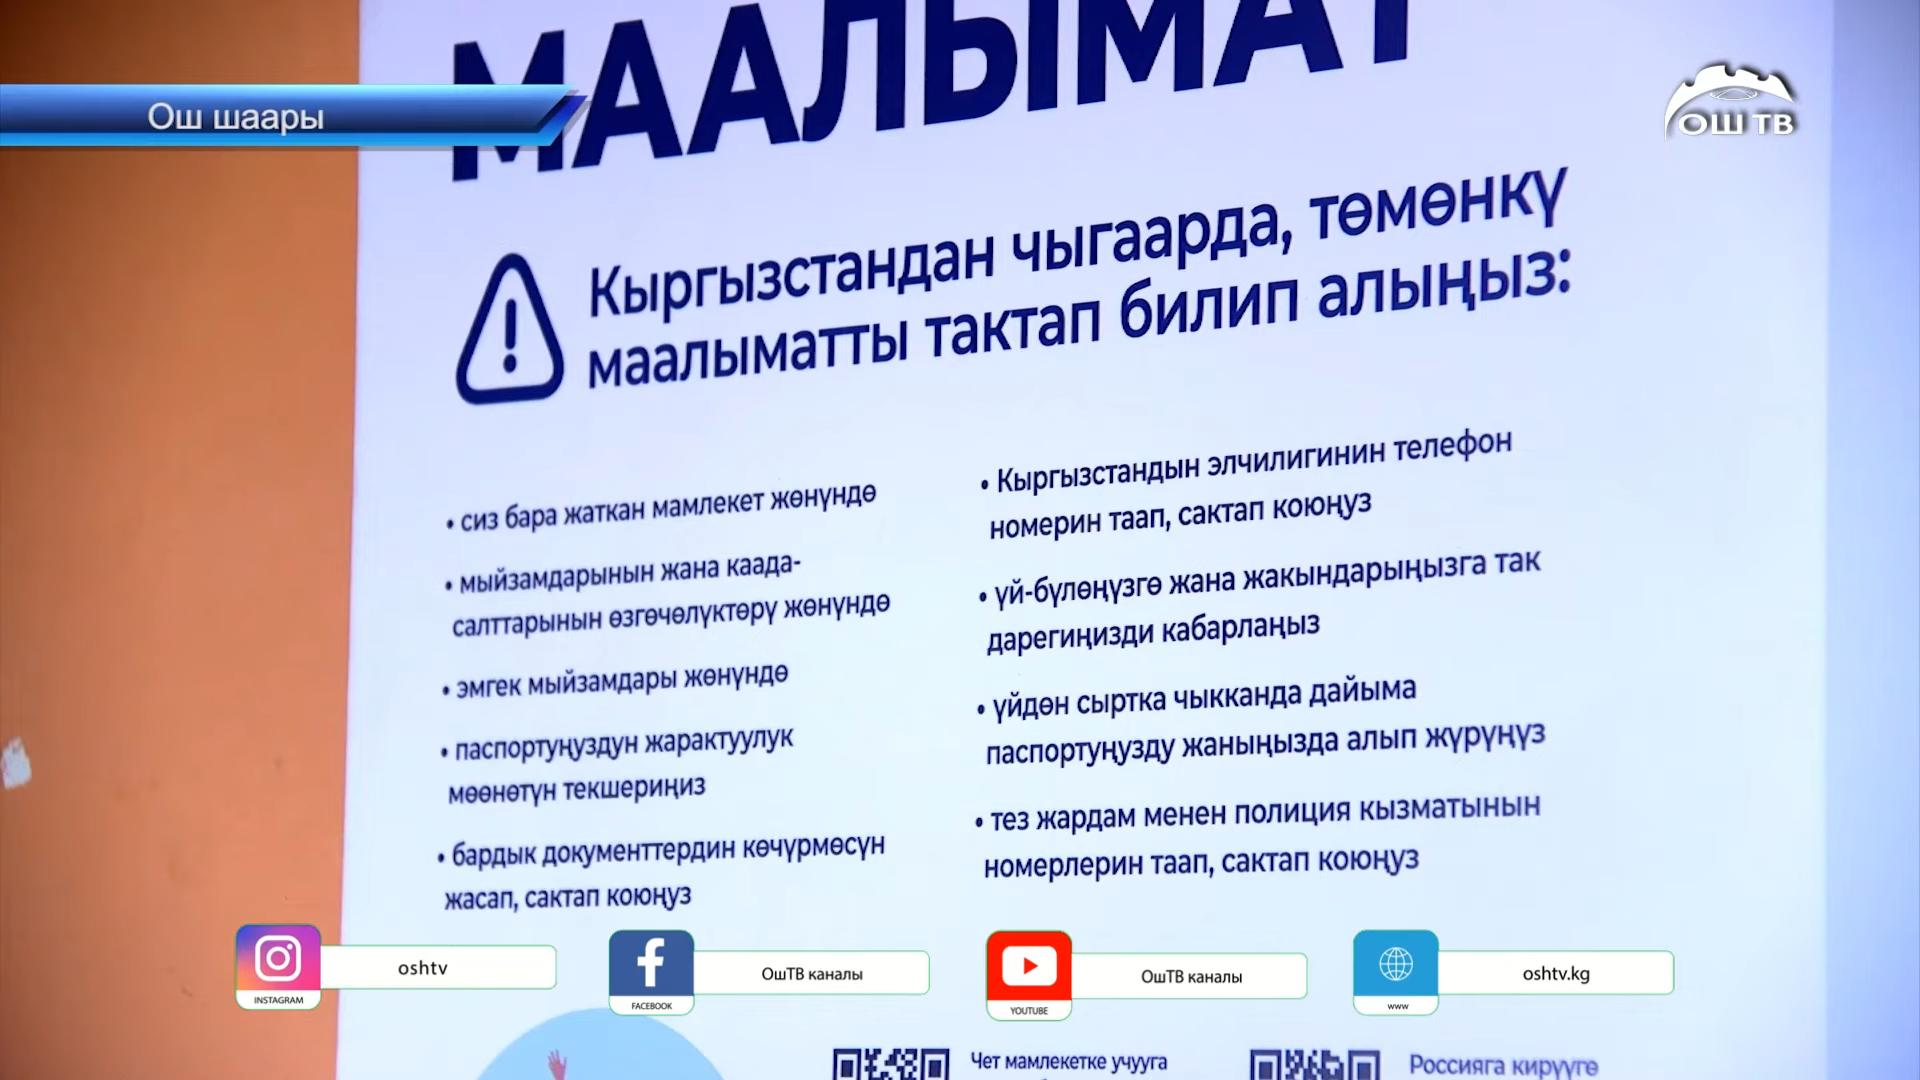 МААЛЫМАТ
Ош шаары
ОШ ТВ
Кыргызстандан чыгаарда, төмөнкү
маалыматты тактап билип алыңыз:
• сиз бара жаткан мамлекет жөнүндө
• мыйзамдарынын жана каада-
салттарынын өзгөчөлүктөрү жөнүндө
• эмгек мыйзамдары жөнүндө
• паспортуңуздун жарактуулук
мөөнөтүн текшериңиз
• бардык документтердин көчүрмөсүн
жасап, сактап коюңуз
• Кыргызстандын элчилигинин телефон
номерин таап, сактап коюңуз
• үй-бүлөңүзгө жана жакындарыңызга так
дарегиңизди кабарлаңыз
• үйдөн сыртка чыкканда дайыма
паспортуңузду жаныңызда алып жүрүңүз
• тез жардам менен полиция кызматынын
номерлерин таап, сактап коюңуз
oshtv
INSTAGRAM
ОшТВ каналы
FACEBOOK
ОшТВ каналы
YOUTUBE
oshtv.kg
www
Чет мамлекетке учууга
Россияга кирүүгө